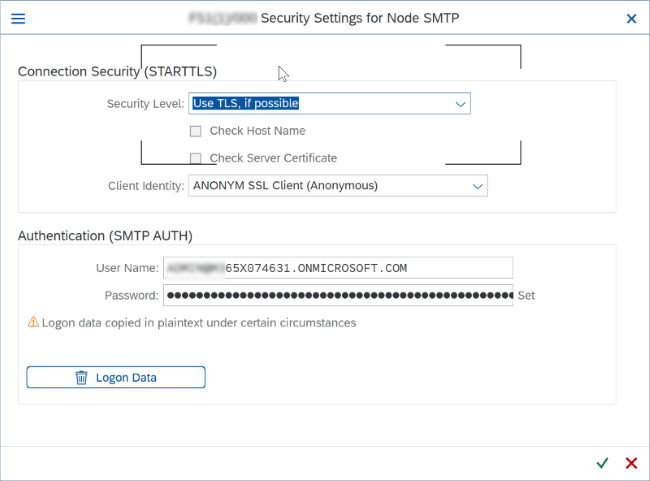 Security Settings for Node SMTP
Connection Security (STARTTLS)
Security Level: Use TLS, if possible
Check Host Name
Check Server Certificate
Client Identity: ANONYM SSL Client (Anonymous)
Authentication (SMTP AUTH)
User Name: 65X074631.ONMICROSOFT.COM
Password: ●●●●●●●●●●●●●●●●●●●●●●●●●●●●●●●●●●●●●●●● Set
Logon data copied in plaintext under certain circumstances
Logon Data